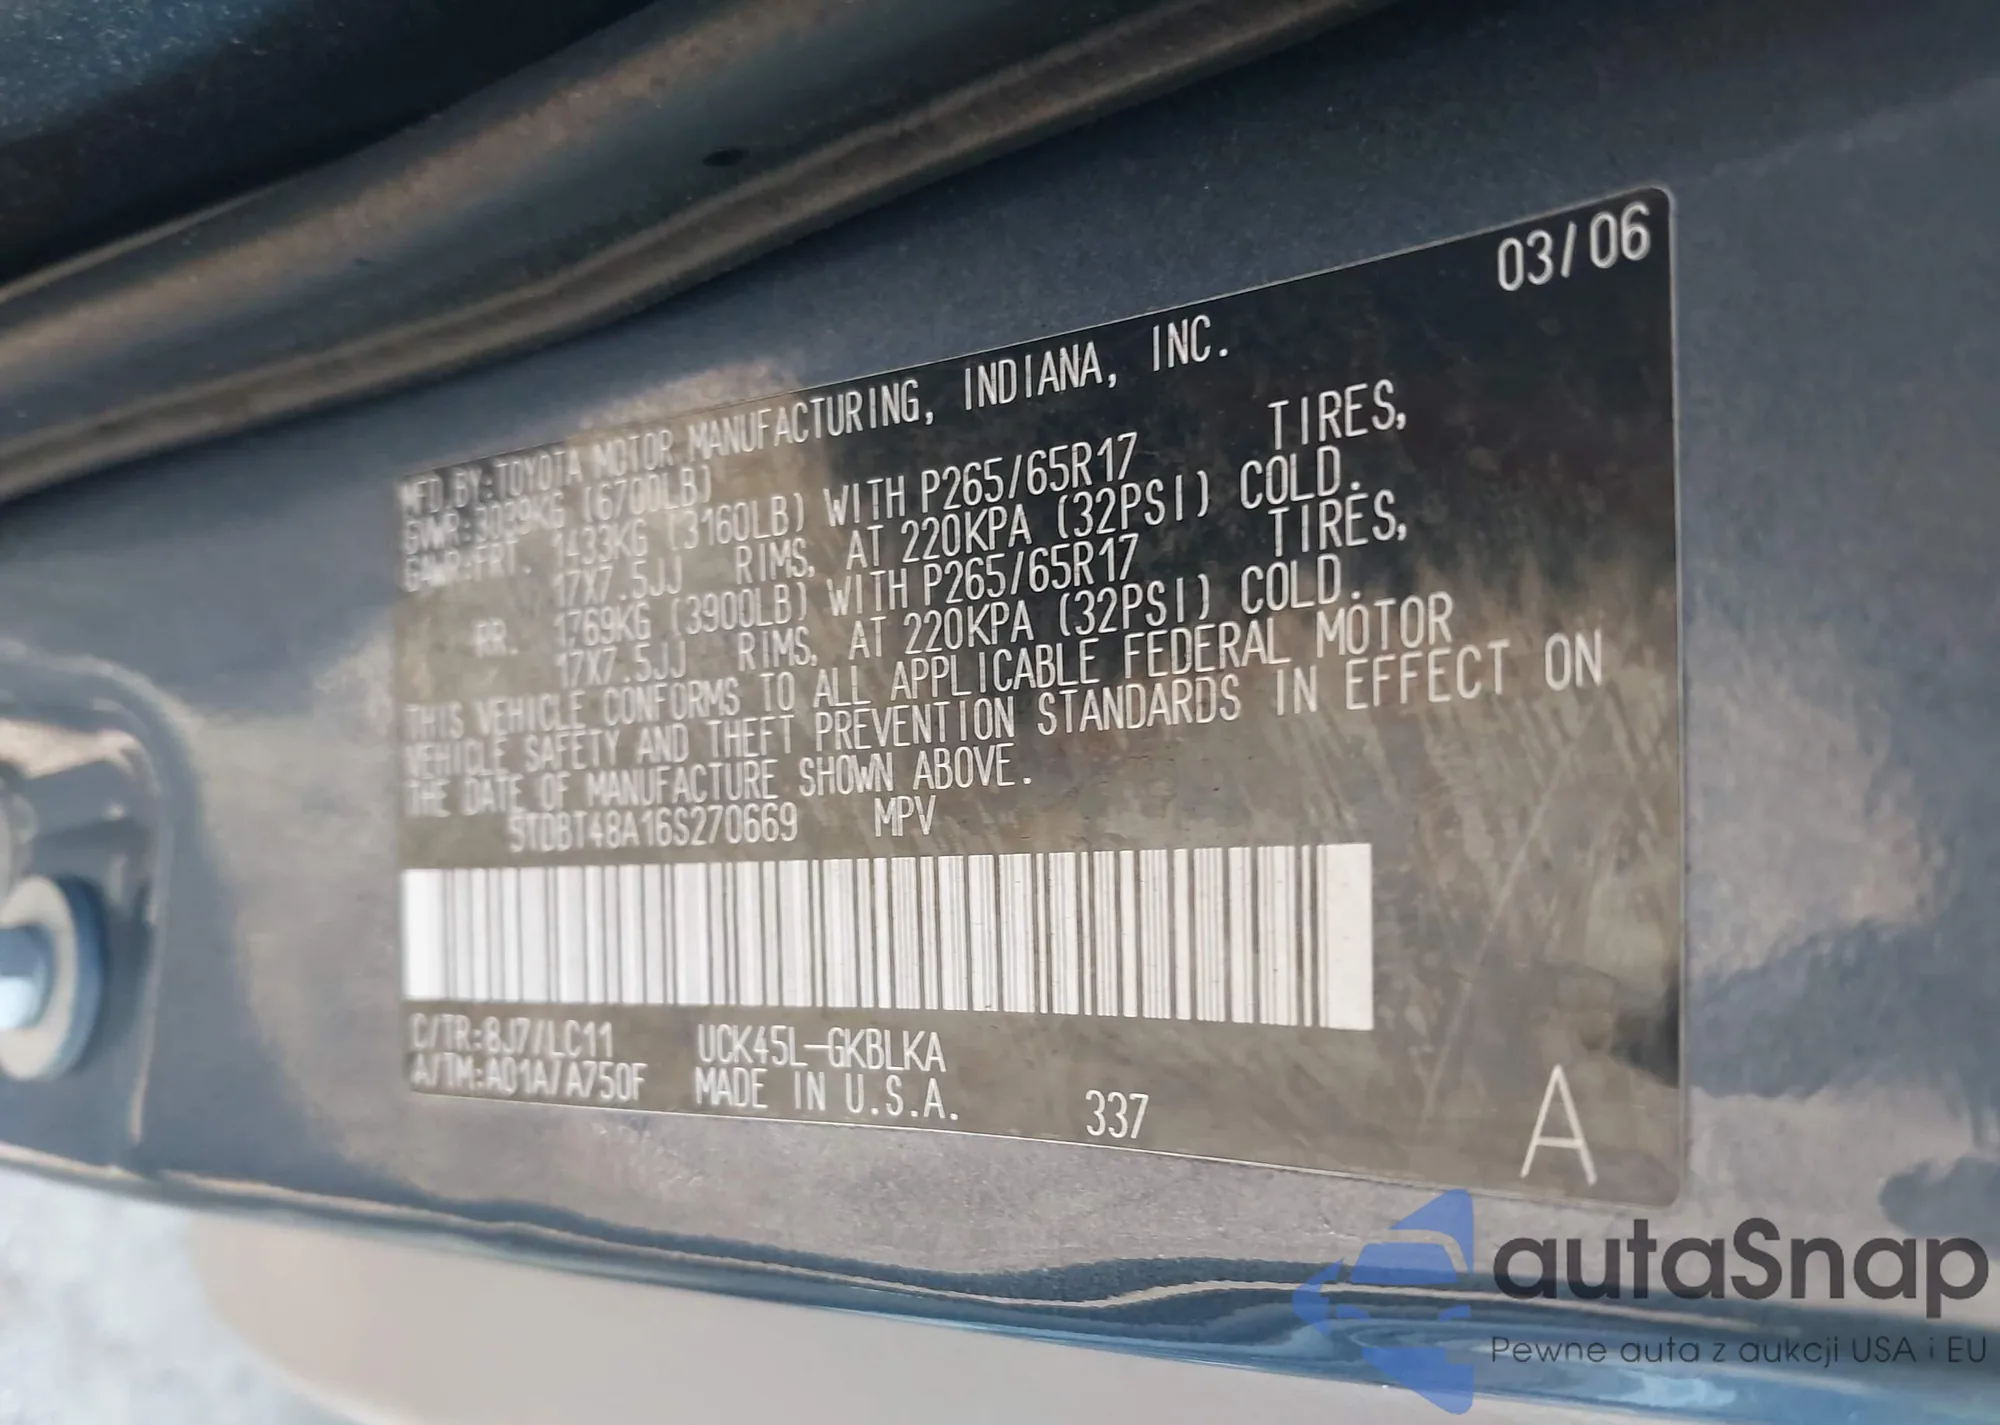 03/06
MFD.BY:TOYOTA MOTOR MANUFACTURING, INDIANA, INC.
GVWR:3039KG (6700LB)
GAWR:FRT. 1433KG (3160LB) WITH P265/65R17 TIRES,
17X7.5JJ RIMS, AT 220KPA (32PSI) COLD.
RR. 1769KG (3900LB) WITH P265/65R17 TIRES,
17X7.5JJ RIMS, AT 220KPA (32PSI) COLD.
THIS VEHICLE CONFORMS TO ALL APPLICABLE FEDERAL MOTOR
VEHICLE SAFETY AND THEFT PREVENTION STANDARDS IN EFFECT ON
THE DATE OF MANUFACTURE SHOWN ABOVE.
5TDBT48A16S270669 MPV
C/TR:8J7/LC11 UCK45L-GKBLKA
A/TM:A01A/A750F MADE IN U.S.A. 337
A
autaSnap
Pewne auta z aukcji USA i EU